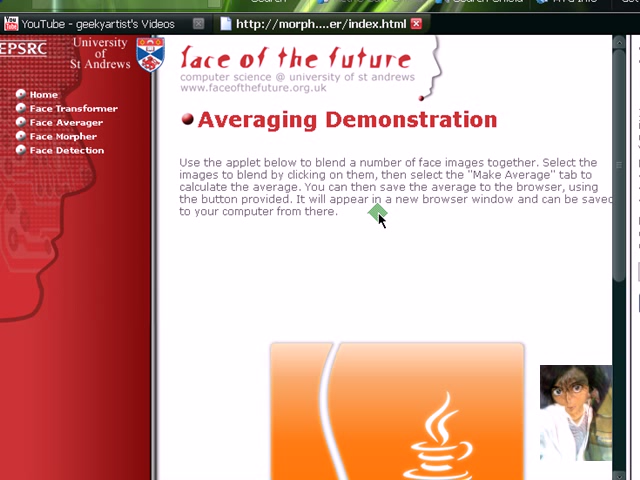 YouTube - geekyartist's Videos
http://morph....er/index.html
EPSRC
University
of
St Andrews
face of the future
computer science @ university of st andrews
www.faceofthefuture.org.uk
Home
Face Transformer
Face Averager
Face Morpher
Face Detection
Averaging Demonstration
Use the applet below to blend a number of face images together. Select the
images to blend by clicking on them, then select the "Make Average" tab to
calculate the average. You can then save the average to the browser, using
the button provided. It will appear in a new browser window and can be saved
to your computer from there.